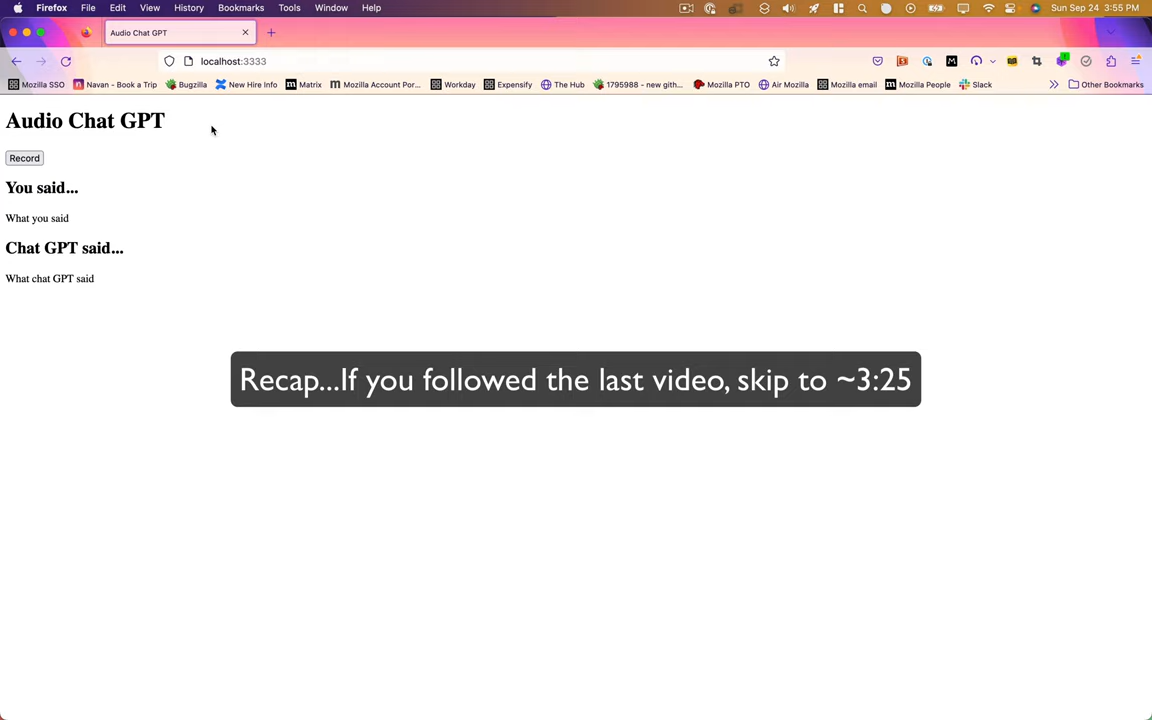 Firefox File Edit View History Bookmarks Tools Window Help Sun Sep 24 3:55 PM
Audio Chat GPT
localhost:3333
Mozilla SSO Navan - Book a Trip Bugzilla New Hire Info Matrix Mozilla Account Por... Workday Expensify The Hub 1795988 - new gith... Mozilla PTO Air Mozilla Mozilla email Mozilla People Slack Other Bookmarks
Audio Chat GPT
Record
You said...
What you said
Chat GPT said...
What chat GPT said
Recap...If you followed the last video, skip to ~3:25